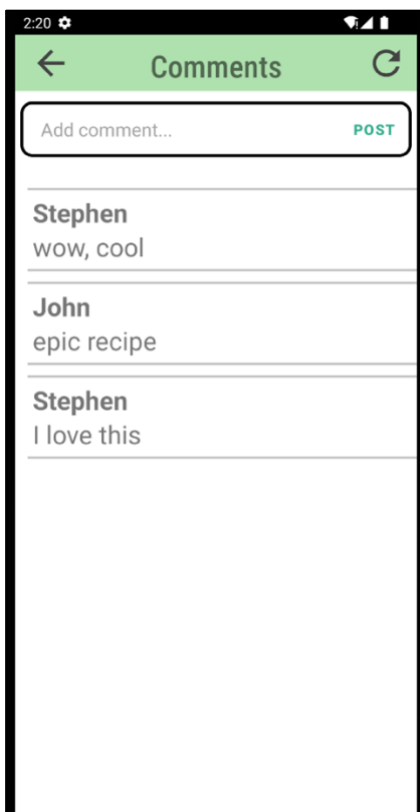 2:20
Comments
Add comment... POST
Stephen
wow, cool
John
epic recipe
Stephen
I love this